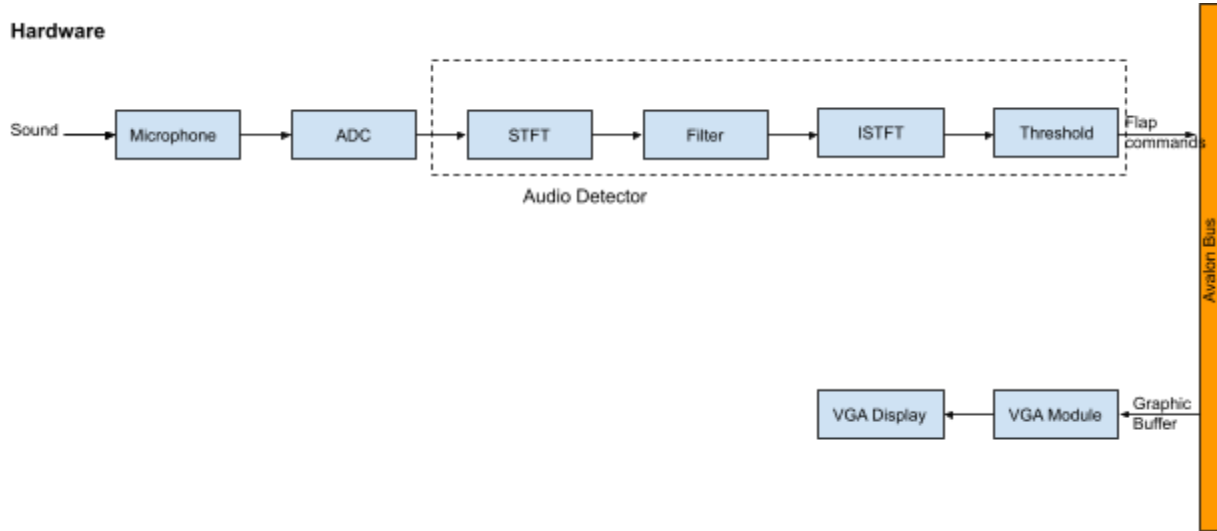 Hardware
Sound
Microphone
ADC
STFT
Filter
ISTFT
Threshold
Flap
commands
Audio Detector
Avalon Bus
VGA Display
VGA Module
Graphic
Buffer